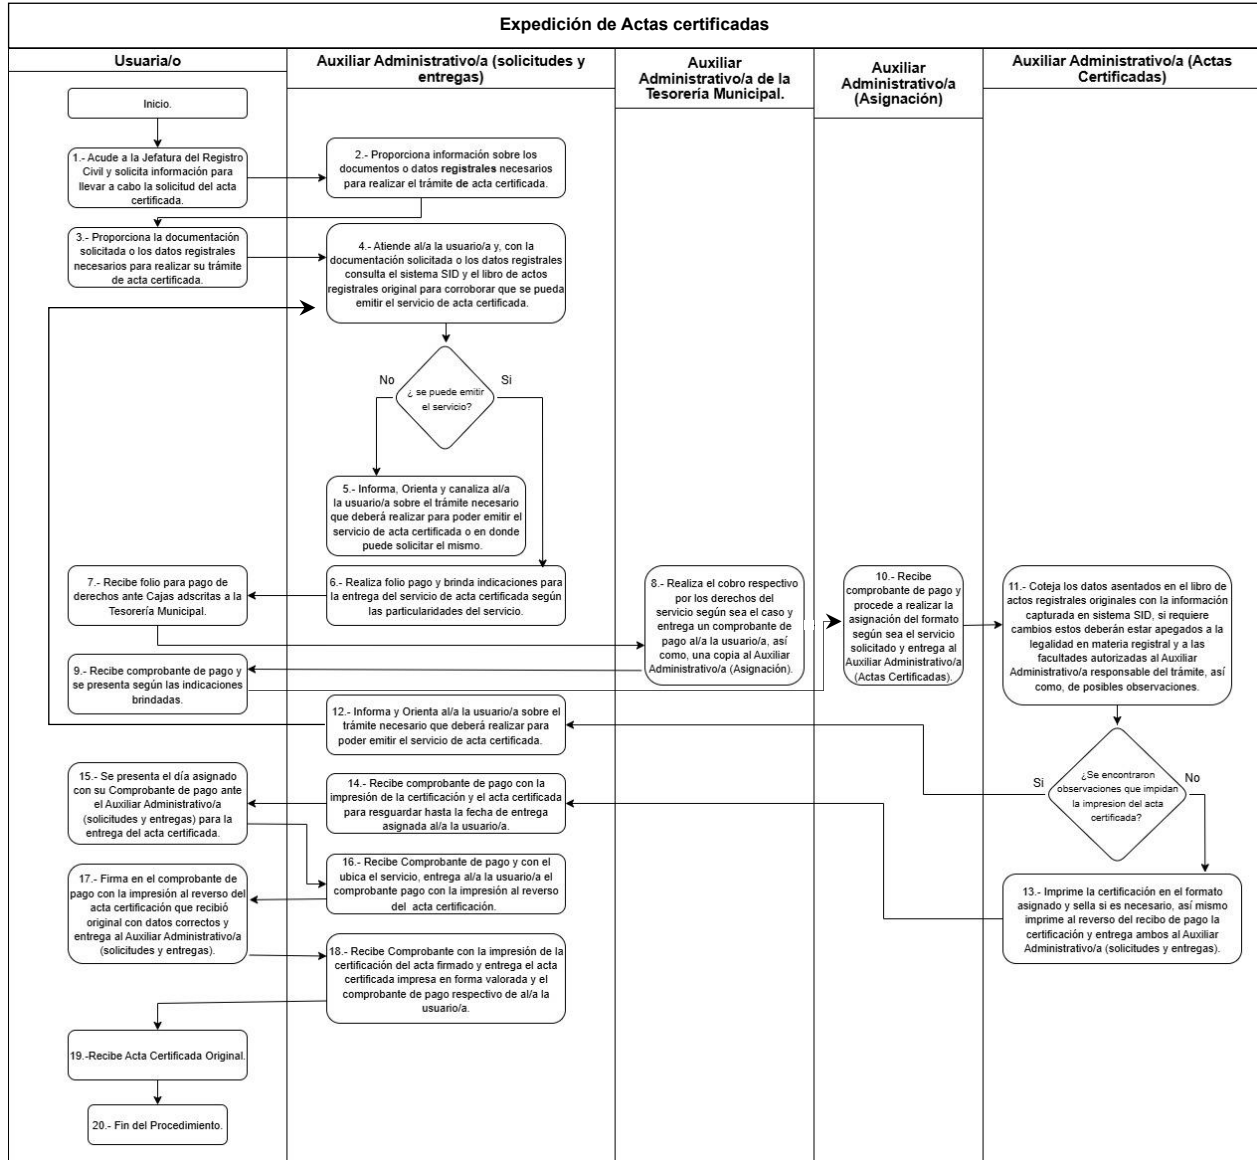 Expedición de Actas certificadas
Usuaria/o
Auxiliar Administrativo/a (solicitudes y
entregas)
Auxiliar
Administrativo/a de la
Tesorería Municipal.
Auxiliar
Administrativo/a
(Asignación)
Auxiliar Administrativo/a (Actas
Certificadas)
Inicio.
1.- Acude a la Jefatura del Registro
Civil y solicita información para
llevar a cabo la solicitud del acta
certificada.
2.- Proporciona información sobre los
documentos o datos registrales necesarios
para realizar el trámite de acta certificada.
3.- Proporciona la documentación
solicitada o los datos registrales
necesarios para realizar su trámite
de acta certificada.
4.- Atiende al/a la usuario/a y, con la
documentación solicitada o los datos registrales
consulta el sistema SID y el libro de actos
registrales original para corroborar que se pueda
emitir el servicio de acta certificada.
No
Si
¿ se puede emitir
el servicio?
5.- Informa, Orienta y canaliza al/a
la usuario/a sobre el trámite necesario
que deberá realizar para poder emitir el
servicio de acta certificada o en donde
puede solicitar el mismo.
6.- Realiza folio pago y brinda indicaciones para
la entrega del servicio de acta certificada según
las particularidades del servicio.
7.- Recibe folio para pago de
derechos ante Cajas adscritas a la
Tesorería Municipal.
8.- Realiza el cobro respectivo
por los derechos del
servicio según sea el caso y
entrega un comprobante de
pago al/a la usuario/a, así
como, una copia al Auxiliar
Administrativo/a (Asignación).
9.- Recibe comprobante de pago y
se presenta según las indicaciones
brindadas.
10.- Recibe
comprobante de pago y
procede a realizar la
asignación del formato
según sea el servicio
solicitado y entrega al
Auxiliar Administrativo/a
(Actas Certificadas).
11.- Coteja los datos asentados en el libro de
actos registrales originales con la información
capturada en sistema SID, si requiere
cambios estos deberán estar apegados a la
legalidad en materia registral y a las
facultades autorizadas al Auxiliar
Administrativo/a responsable del trámite, así
como, de posibles observaciones.
12.- Informa y Orienta al/a la usuario/a sobre el
trámite necesario que deberá realizar para
poder emitir el servicio de acta certificada.
Si
No
¿Se encontraron
observaciones que impidan
la impresion del acta
certificada?
13.- Imprime la certificación en el formato
asignado y sella si es necesario, así mismo
imprime al reverso del recibo de pago la
certificación y entrega ambos al Auxiliar
Administrativo/a (solicitudes y entregas).
14.- Recibe comprobante de pago con la
impresión de la certificación y el acta certificada
para resguardar hasta la fecha de entrega
asignada al/a la usuario/a.
15.- Se presenta el día asignado
con su Comprobante de pago ante
el Auxiliar Administrativo/a
(solicitudes y entregas) para la
entrega del acta certificada.
16.- Recibe Comprobante de pago y con el
ubica el servicio, entrega al/a la usuario/a el
comprobante pago con la impresión al reverso
del acta certificación.
17.- Firma en el comprobante de
pago con la impresión al reverso del
acta certificación que recibió
original con datos correctos y
entrega al Auxiliar Administrativo/a
(solicitudes y entregas).
18.- Recibe Comprobante con la impresión de la
certificación del acta firmado y entrega el acta
certificada impresa en forma valorada y el
comprobante de pago respectivo de al/a la
usuario/a.
19.-Recibe Acta Certificada Original.
20.- Fin del Procedimiento.